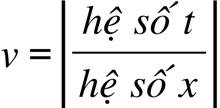 v = | hệ số t / hệ số x |